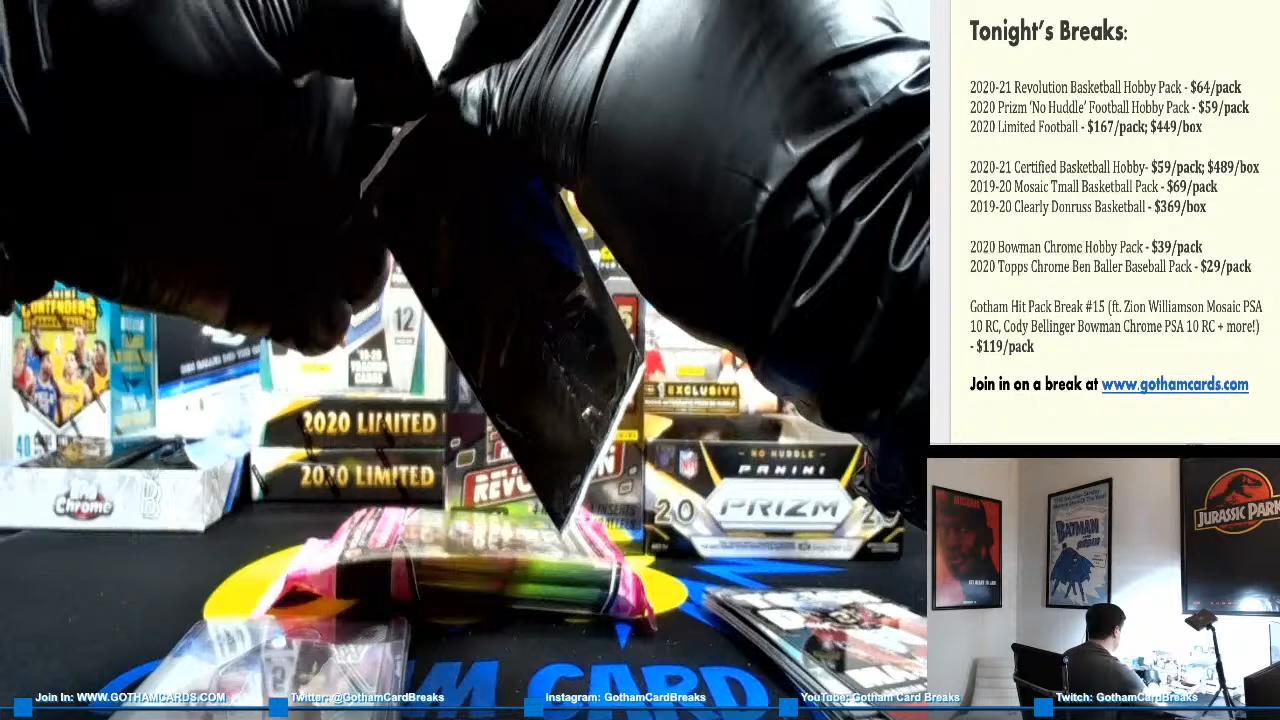 Tonight's Breaks:
2020-21 Revolution Basketball Hobby Pack - $64/pack
2020 Prizm 'No Huddle' Football Hobby Pack - $59/pack
2020 Limited Football - $167/pack; $449/box
2020-21 Certified Basketball Hobby- $59/pack; $489/box
2019-20 Mosaic Tmall Basketball Pack - $69/pack
2019-20 Clearly Donruss Basketball - $369/box
2020 Bowman Chrome Hobby Pack - $39/pack
2020 Topps Chrome Ben Baller Baseball Pack - $29/pack
Gotham Hit Pack Break #15 (ft. Zion Williamson Mosaic PSA
10 RC, Cody Bellinger Bowman Chrome PSA 10 RC + more!)
- $119/pack
Join in on a break at www.gothamcards.com
CONTENDERS
12
2020 LIMITED
2020 LIMITED
Chrome
1 EXCLUSIVE
NO HUDDLE
PANINI
PRIZM
20
NFL
BATMAN
JURASSIC PARK
CARD
Join In: WWW.GOTHAMCARDS.COM
Twitter: @GothamCardBreaks
Instagram: GothamCardBreaks
YouTube: Gotham Card Breaks
Twitch: GothamCardBreaks